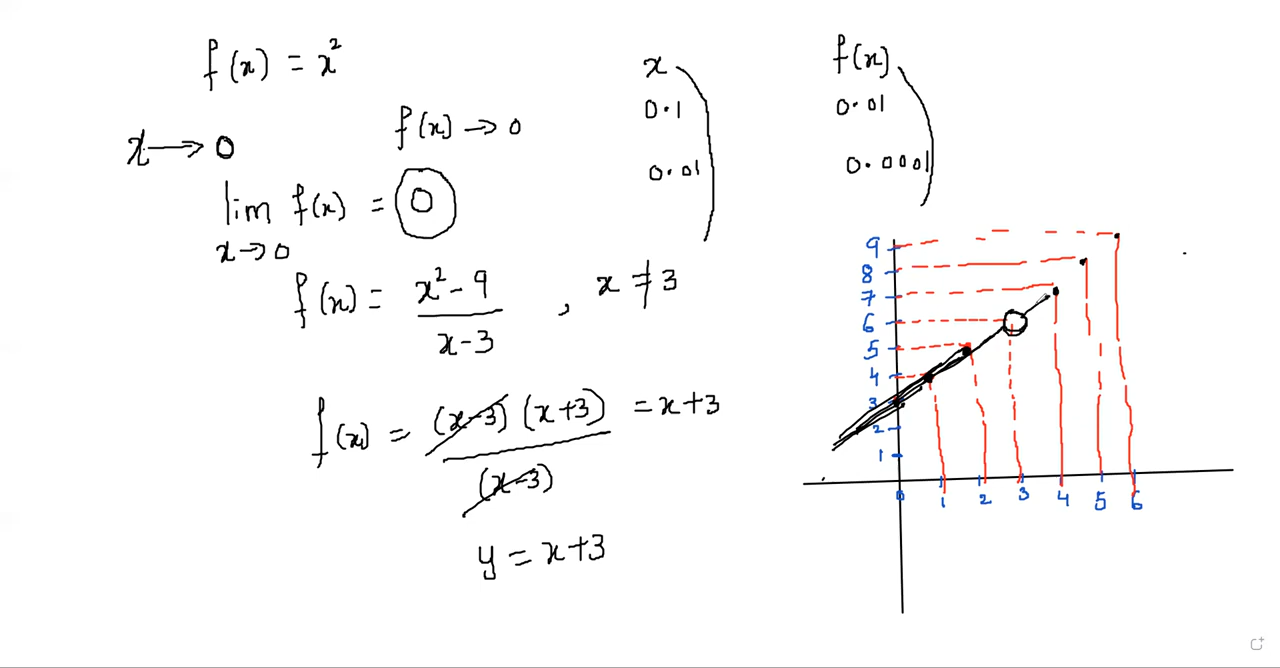 f(x) = x²
x → 0
f(x) → 0
lim f(x) = 0
x → 0
x f(x)
0.1 0.01
0.01 0.0001
f(x) = x² - 9 / x - 3 , x ≠ 3
f(x) = (x-3) (x+3) / (x-3) = x+3
y = x+3
9
8
7
6
5
4
3
2
1
0 1 2 3 4 5 6